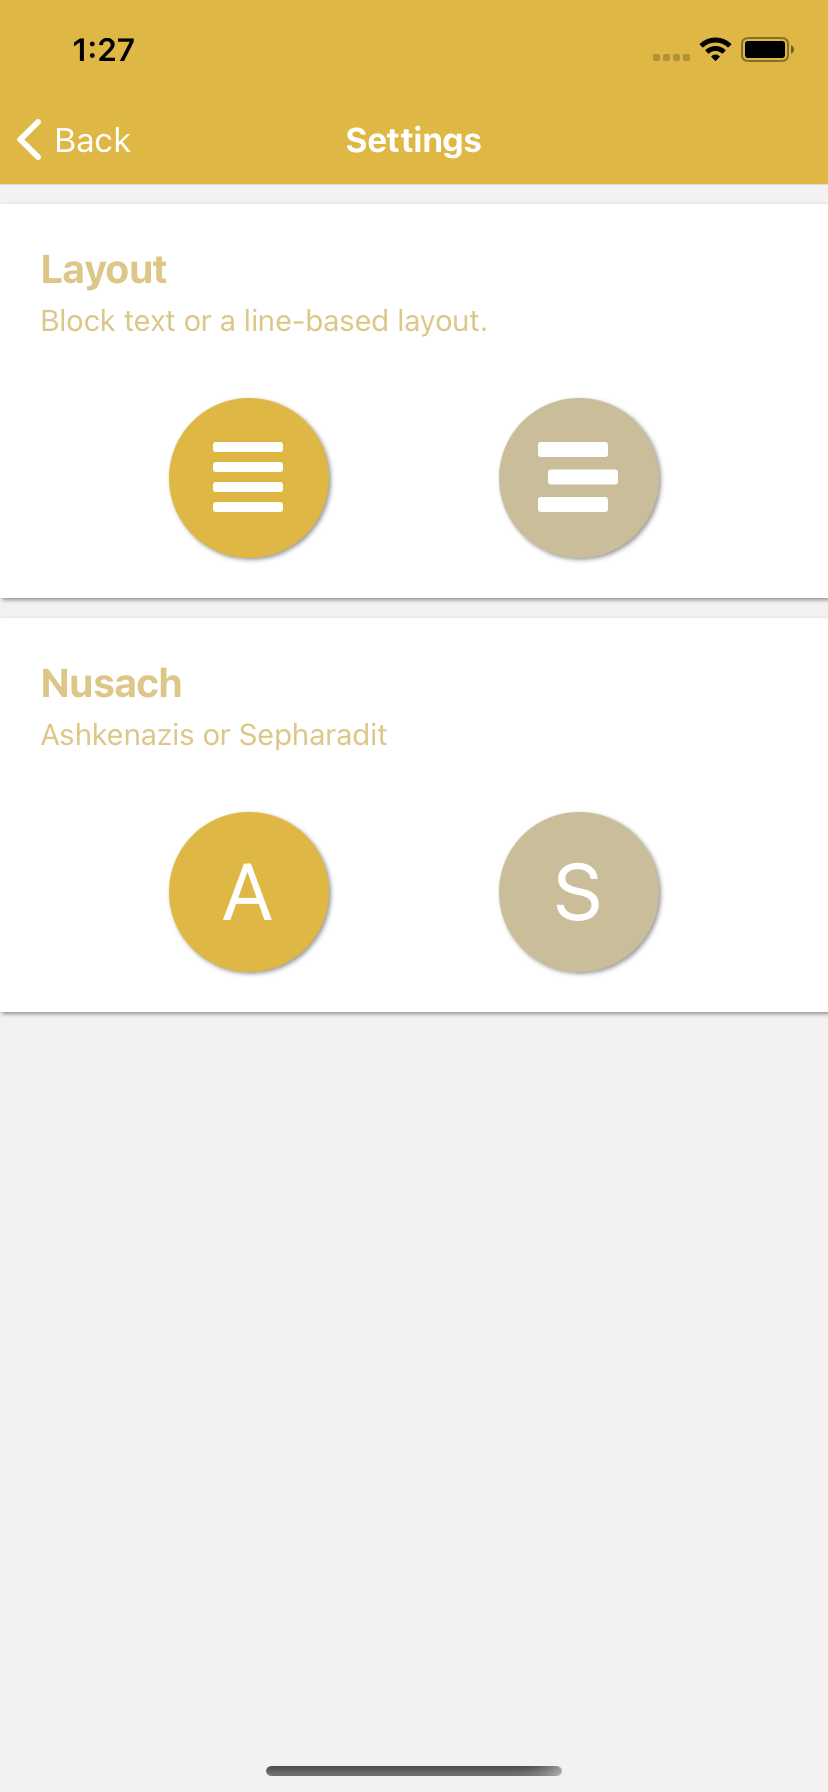 1:27
Back
Settings
Layout
Block text or a line-based layout.
Nusach
Ashkenazis or Sepharadit
A
S